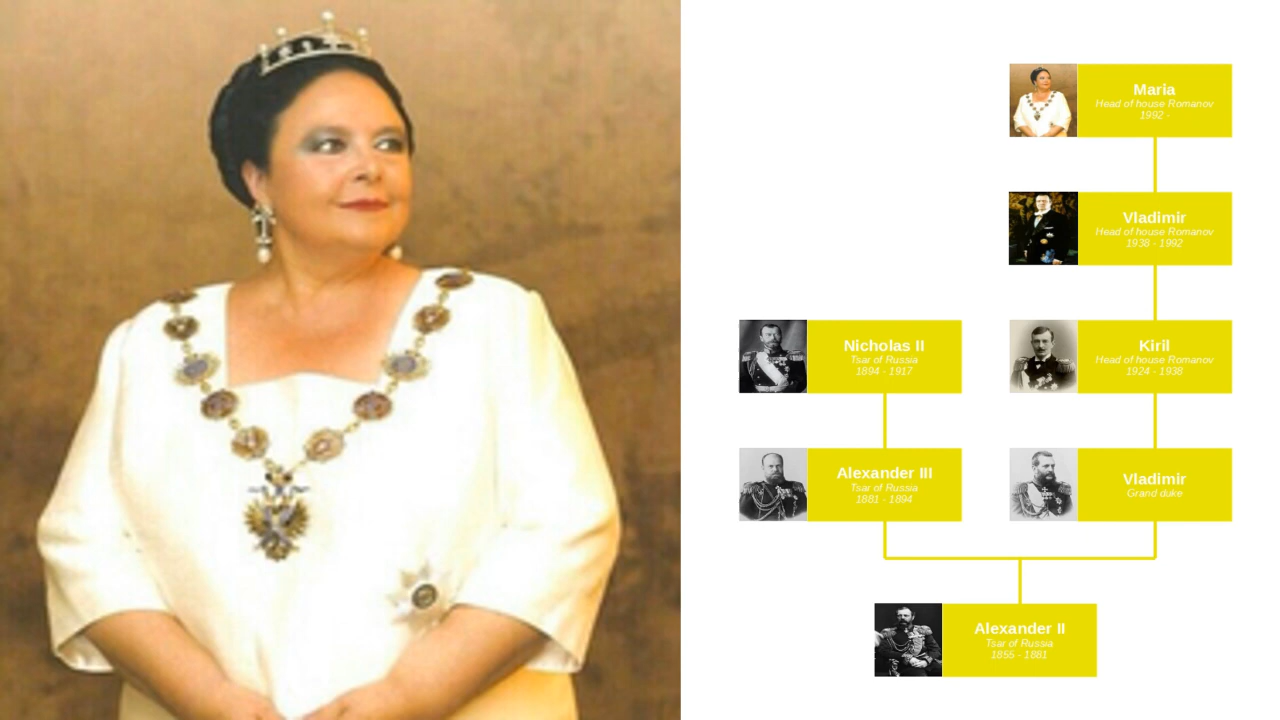 Maria
Head of house Romanov
1992 -
Vladimir
Head of house Romanov
1938 - 1992
Nicholas II
Tsar of Russia
1894 - 1917
Kiril
Head of house Romanov
1924 - 1938
Alexander III
Tsar of Russia
1881 - 1894
Vladimir
Grand duke
Alexander II
Tsar of Russia
1855 - 1881